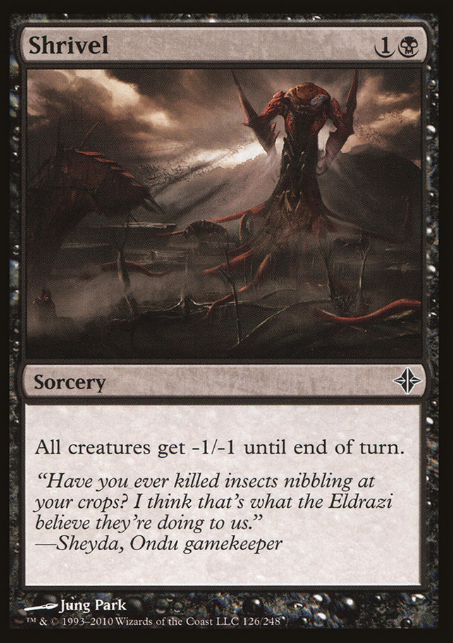 Shrivel 1
Sorcery
All creatures get -1/-1 until end of turn.
“Have you ever killed insects nibbling at
your crops? I think that’s what the Eldrazi
believe they’re doing to us.”
—Sheyda, Ondu gamekeeper
Jung Park
™ & © 1993–2010 Wizards of the Coast LLC 126/248